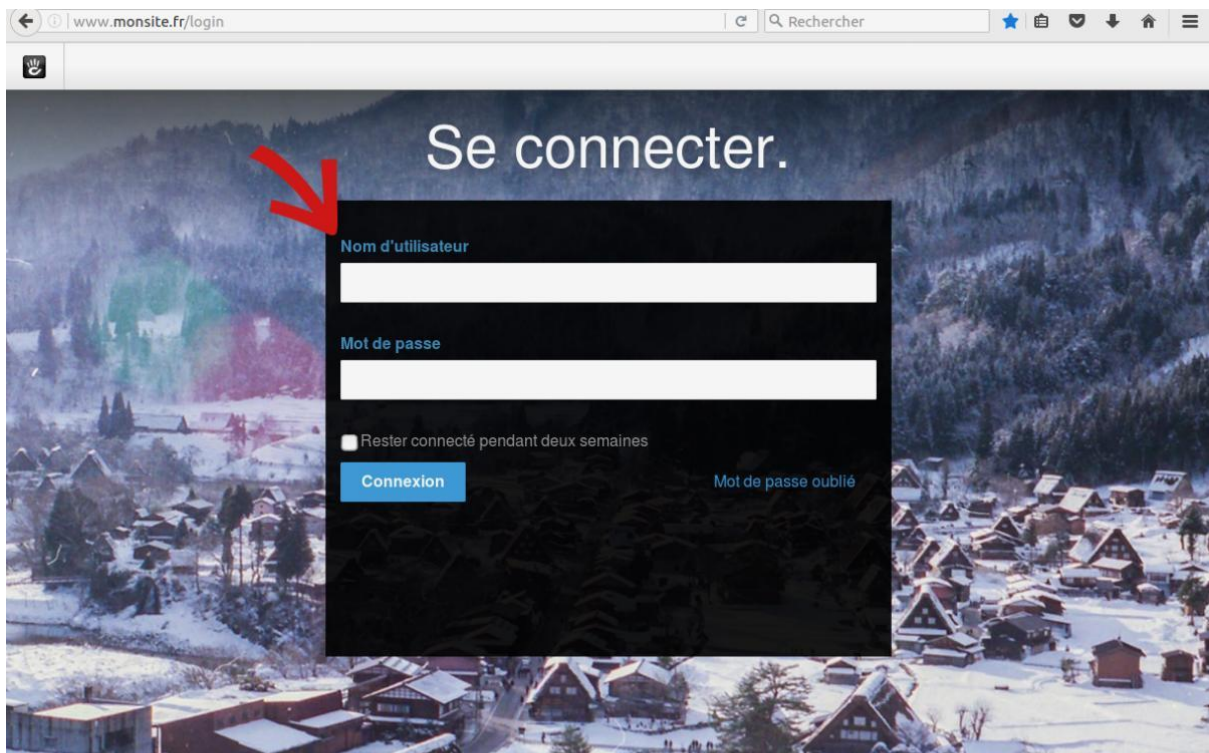 www.monsite.fr/login
Rechercher
Se connecter.
Nom d'utilisateur
Mot de passe
Rester connecté pendant deux semaines
Connexion
Mot de passe oublié